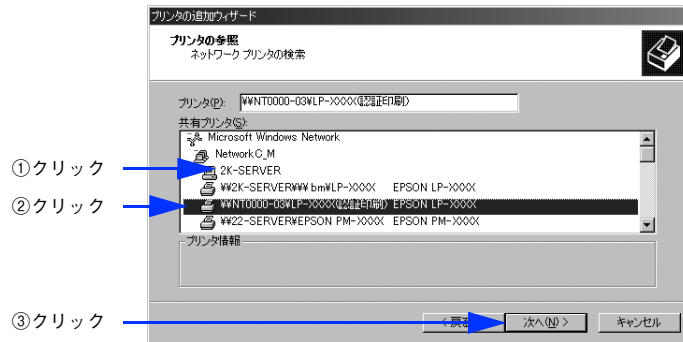 プリンタの追加ウィザード
プリンタの参照
ネットワーク プリンタの検索
プリンタ(P): ¥¥NT0000-03¥LP-XXXX(認証印刷)
共有プリンタ(S):
Microsoft Windows Network
NetworkC_M
①クリック
2K-SERVER
¥¥2K-SERVER¥¥¥ bm¥LP-XXXX EPSON LP-XXXX
②クリック
¥¥NT0000-03¥LP-XXXX(認証印刷) EPSON LP-XXXX
¥¥22-SERVER¥EPSON PM-XXXX EPSON PM-XXXX
プリンタ情報
③クリック
< 戻る
次へ(N) >
キャンセル